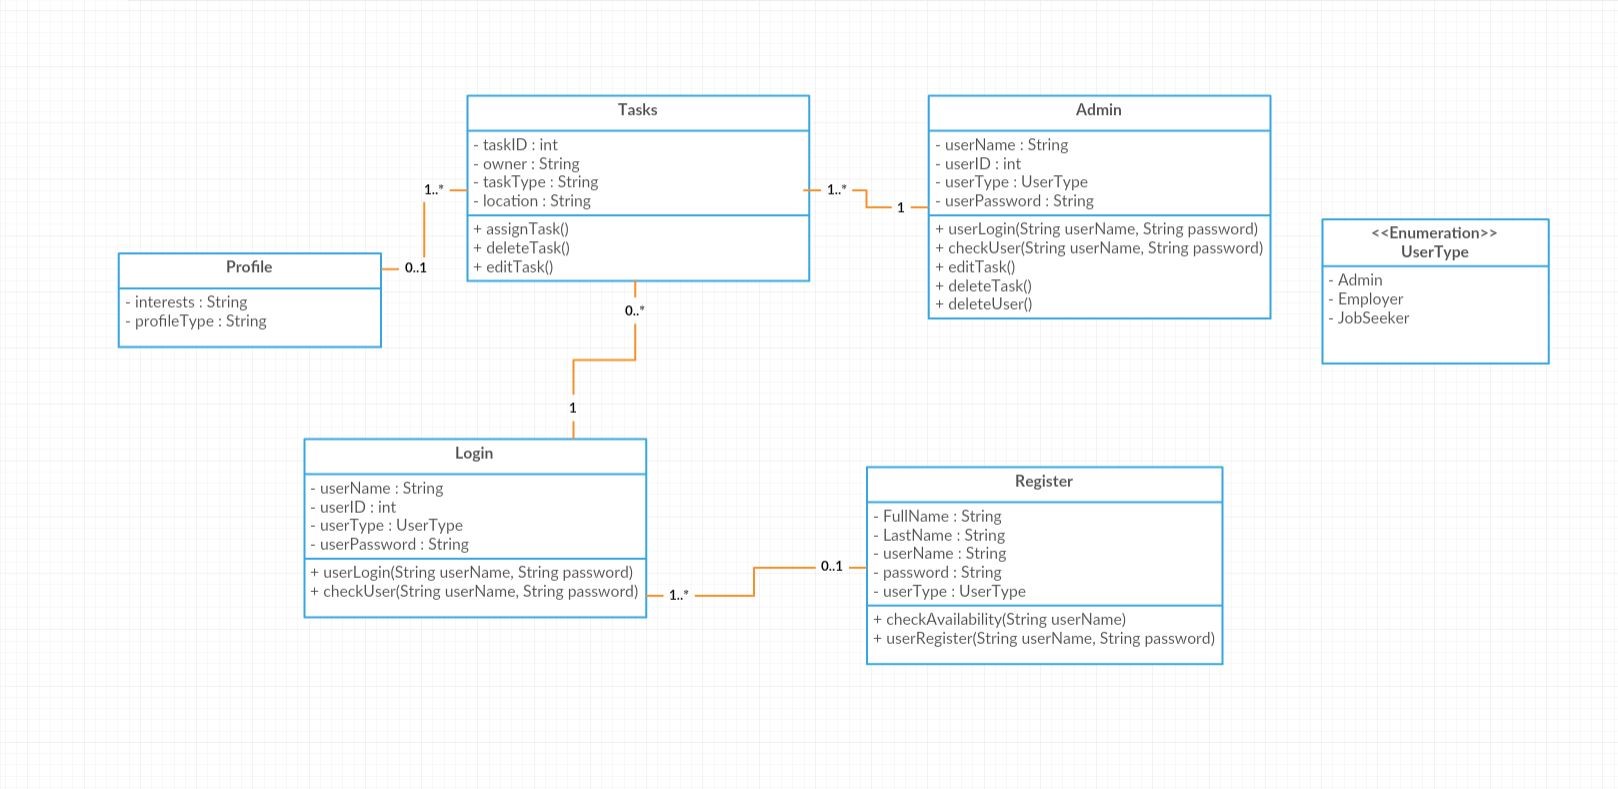 Tasks
- taskID : int
- owner : String
- taskType : String
- location : String
+ assignTask()
+ deleteTask()
+ editTask()
1..*
0..1
1..*
1
0..*
1
Admin
- userName : String
- userID : int
- userType : UserType
- userPassword : String
+ userLogin(String userName, String password)
+ checkUser(String userName, String password)
+ editTask()
+ deleteTask()
+ deleteUser()
<<Enumeration>>
UserType
- Admin
- Employer
- JobSeeker
Profile
- interests : String
- profileType : String
Login
- userName : String
- userID : int
- userType : UserType
- userPassword : String
+ userLogin(String userName, String password)
+ checkUser(String userName, String password)
1..*
0..1
Register
- FullName : String
- LastName : String
- userName : String
- password : String
- userType : UserType
+ checkAvailability(String userName)
+ userRegister(String userName, String password)